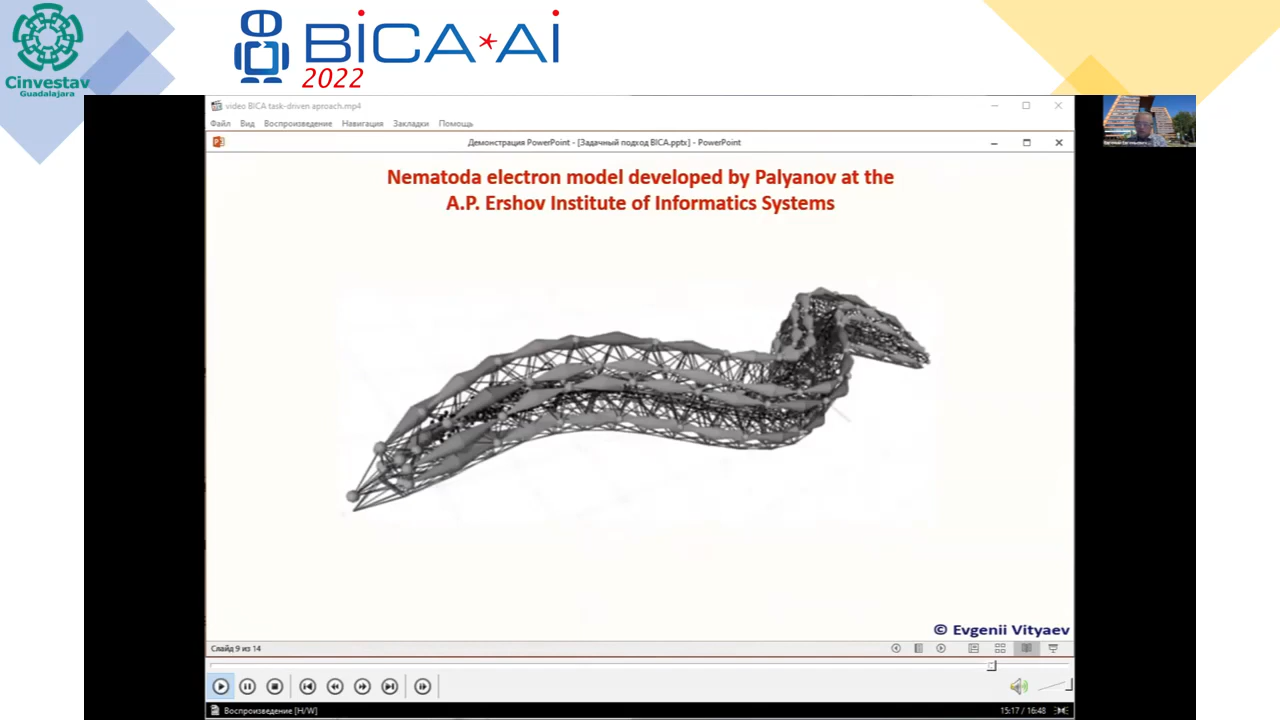 Cinvestav
Guadalajara
BiCA*Ai
2022
video BICA task-driven aproach.mp4
Файл Вид Воспроизведение Навигация Закладки Помощь
Демонстрация PowerPoint - [Задачный подход BICA.pptx] - PowerPoint
Nematoda electron model developed by Palyanov at the
A.P. Ershov Institute of Informatics Systems
© Evgenii Vityaev
Слайд 9 из 14
Воспроизведение [H/W]
15:17 / 16:48